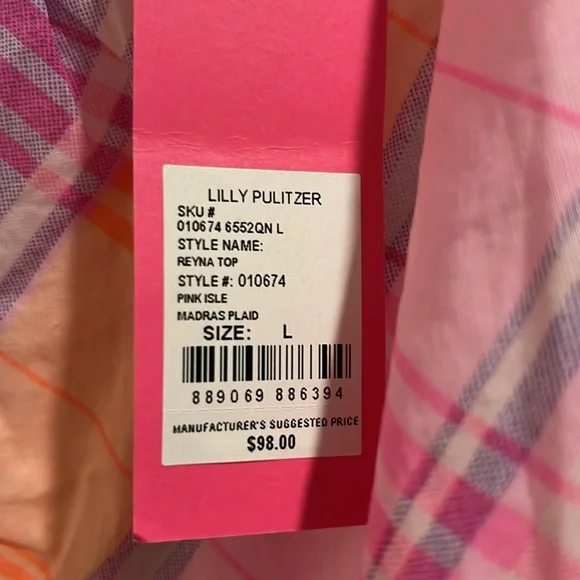 LILLY PULITZER
SKU #
010674 6552QN L
STYLE NAME:
REYNA TOP
STYLE #: 010674
PINK ISLE
MADRAS PLAID
SIZE: L
889069 886394
MANUFACTURER'S SUGGESTED PRICE
$98.00